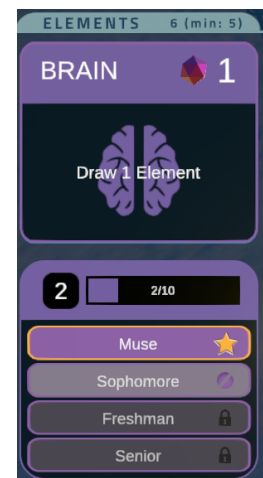 ELEMENTS 6 (min: 5)
BRAIN 1
Draw 1 Element
2 2/10
Muse
Sophomore
Freshman
Senior